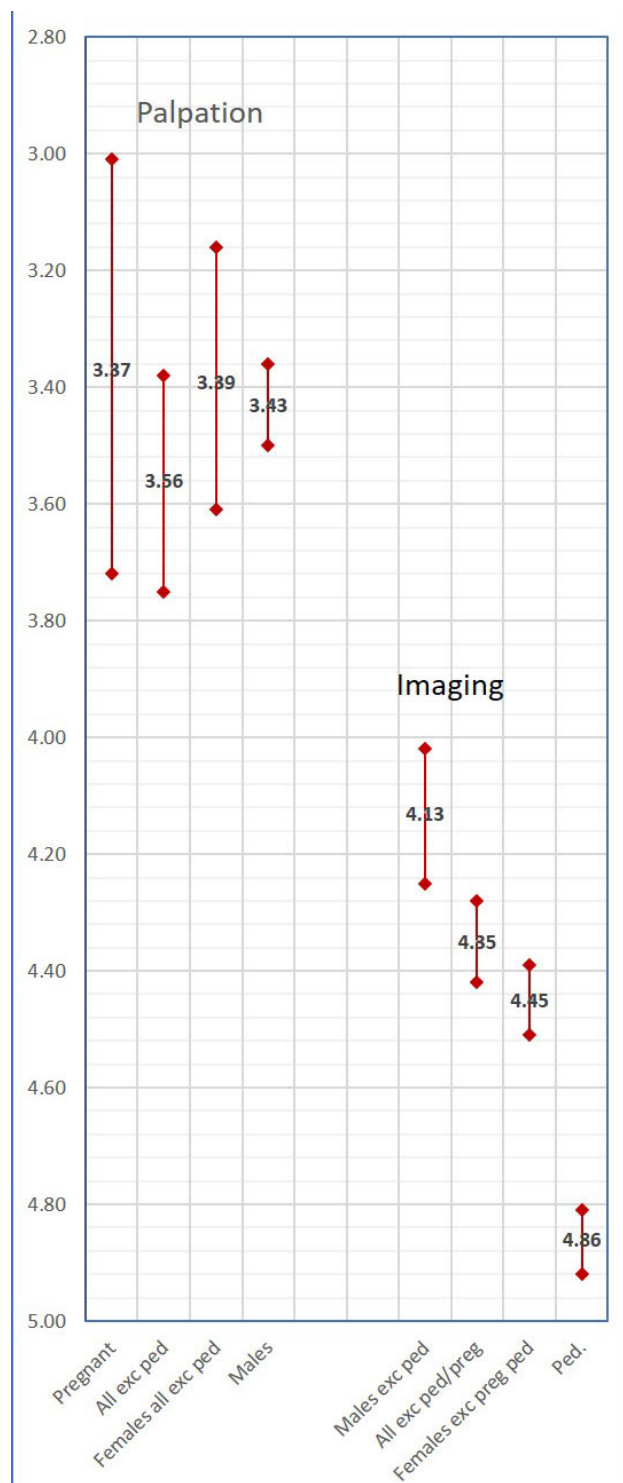 2.80
Palpation
3.00
3.20
3.37
3.39
3.40
3.43
3.56
3.60
3.80
Imaging
4.00
4.13
4.20
4.35
4.40
4.45
4.60
4.80
4.86
5.00
Pregnant
All exc ped
Females all exc ped
Males
Males exc ped
All exc ped/preg
Females exc preg ped
Ped.